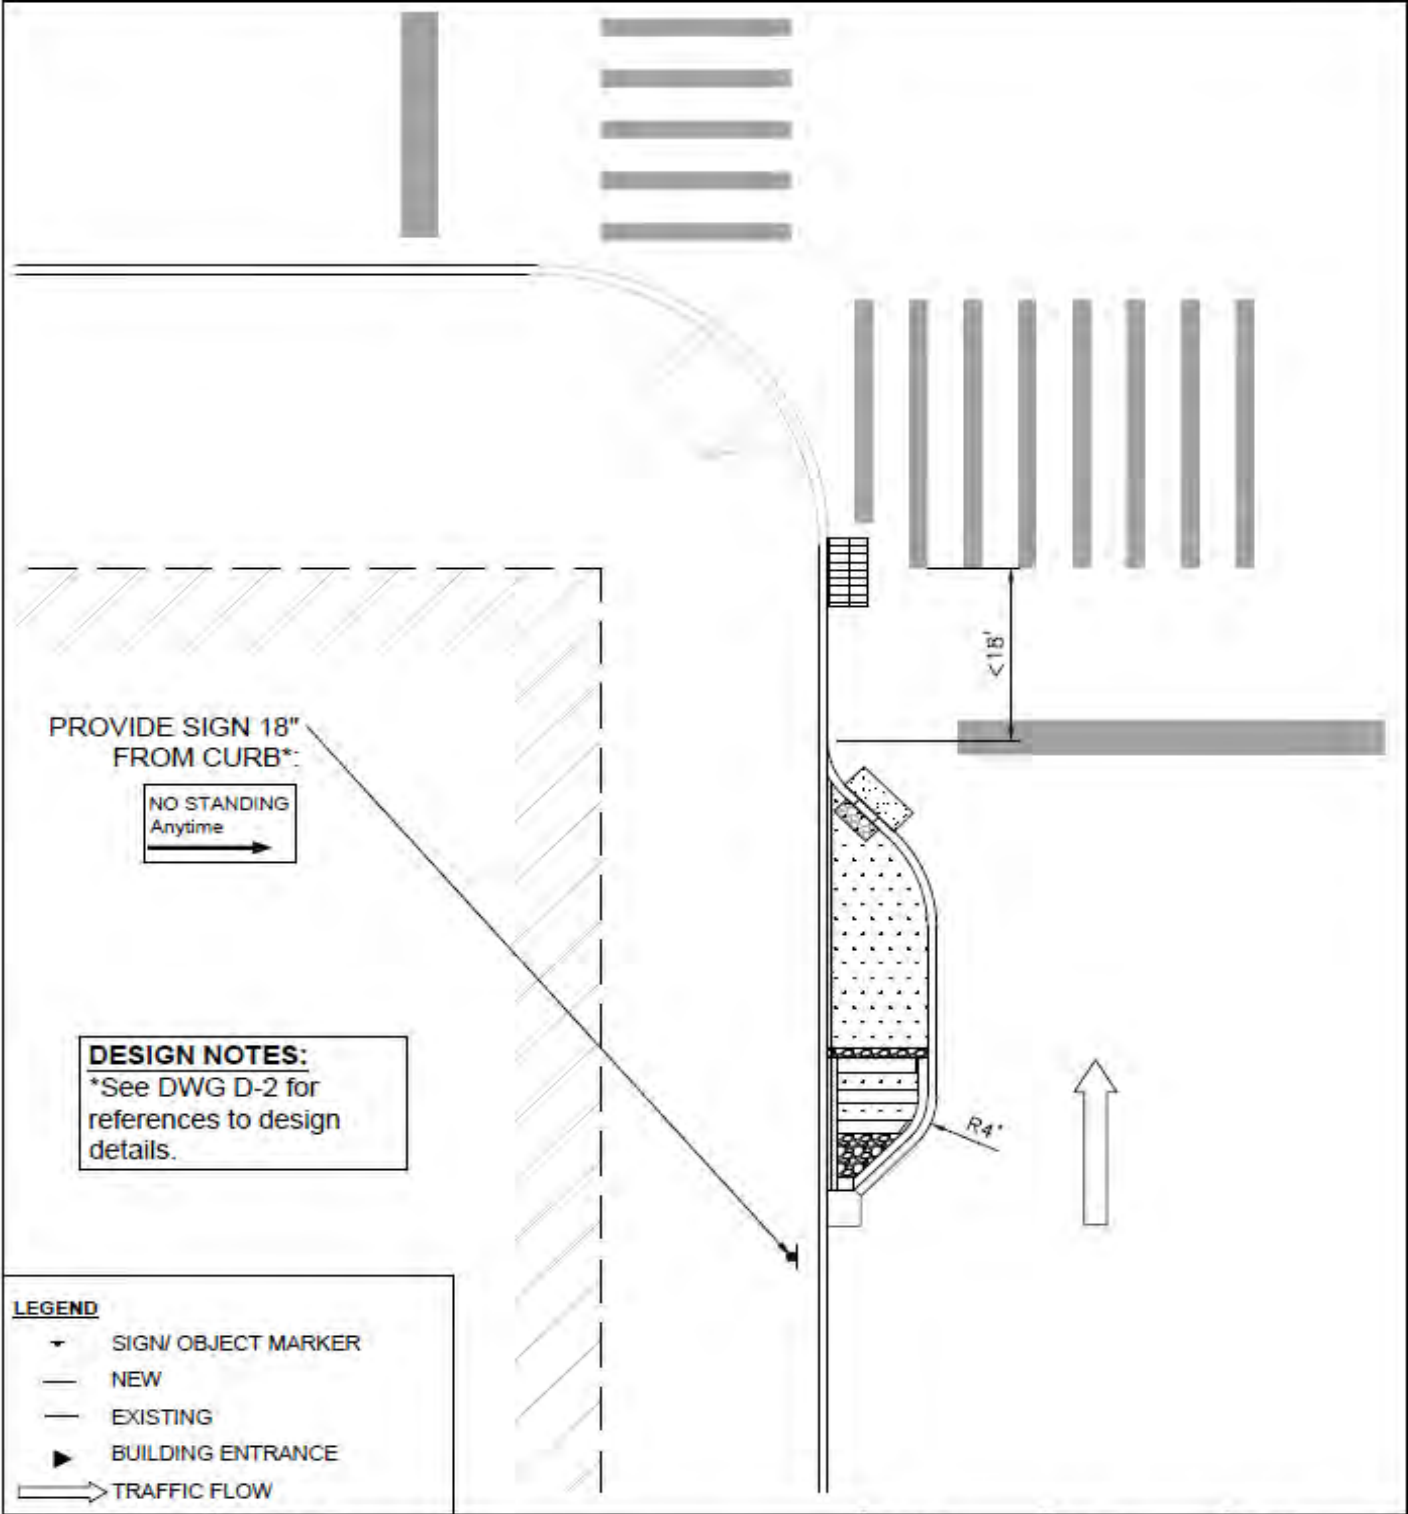 <18'
PROVIDE SIGN 18"
FROM CURB*:
NO STANDING
Anytime
DESIGN NOTES:
*See DWG D-2 for
references to design
details.
R4'
LEGEND
SIGN/ OBJECT MARKER
NEW
EXISTING
BUILDING ENTRANCE
TRAFFIC FLOW